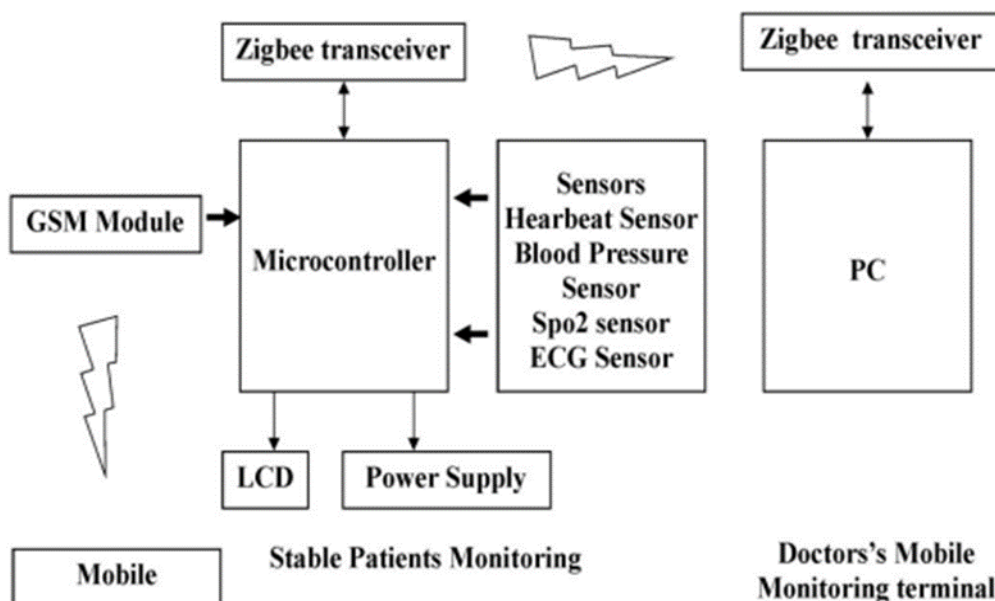 Zigbee transceiver
Zigbee transceiver
GSM Module
Microcontroller
Sensors
Hearbeat Sensor
Blood Pressure
Sensor
Spo2 sensor
ECG Sensor
PC
LCD
Power Supply
Mobile
Stable Patients Monitoring
Doctors's Mobile
Monitoring terminal